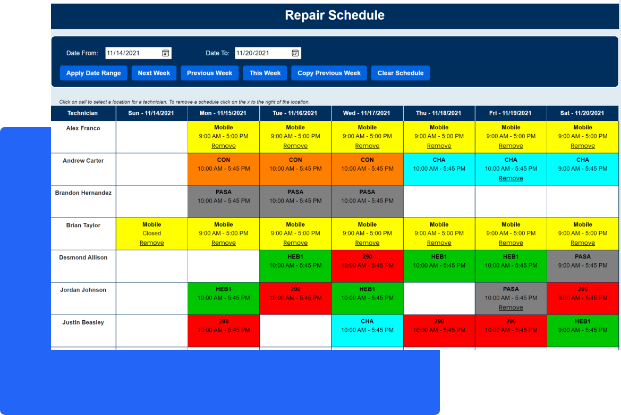 Repair Schedule
Date From: 11/14/2021 Date To: 11/20/2021
Apply Date Range Next Week Previous Week This Week Copy Previous Week Clear Schedule
Click on cell to select a location for a technician. To remove a schedule click on the x to the right of the location
Technician Sun - 11/14/2021 Mon - 11/15/2021 Tue - 11/16/2021 Wed - 11/17/2021 Thu - 11/18/2021 Fri - 11/19/2021 Sat - 11/20/2021
Alex Franco Mobile Mobile Mobile Mobile Mobile
9:00 AM - 5:00 PM 9:00 AM - 5:00 PM 9:00 AM - 5:00 PM 9:00 AM - 5:00 PM 9:00 AM - 5:00 PM
Remove Remove Remove Remove Remove
Andrew Carter CON CON CON CHA CHA CHA
10:00 AM - 5:45 PM 10:00 AM - 5:45 PM 10:00 AM - 5:45 PM 10:00 AM - 5:45 PM 10:00 AM - 5:45 PM 9:00 AM - 5:45 PM
Remove
Brandon Hernandez PASA PASA PASA
10:00 AM - 5:45 PM 10:00 AM - 5:45 PM 10:00 AM - 5:45 PM
Brian Taylor Mobile Mobile Mobile Mobile Mobile Mobile Mobile
Closed 9:00 AM - 5:00 PM 9:00 AM - 5:00 PM 9:00 AM - 5:00 PM 9:00 AM - 5:00 PM 9:00 AM - 5:00 PM 9:00 AM - 5:00 PM
Remove Remove Remove Remove Remove Remove Remove
Desmond Allison HEB1 290 HEB1 HEB1 PASA
10:00 AM - 5:45 PM 10:00 AM - 5:45 PM 10:00 AM - 5:45 PM 10:00 AM - 5:45 PM 9:00 AM - 5:45 PM
Jordan Johnson HEB1 290 HEB1 PASA 290
10:00 AM - 5:45 PM 10:00 AM - 5:45 PM 10:00 AM - 5:45 PM 10:00 AM - 5:45 PM 9:00 AM - 5:45 PM
Remove
Justin Beasley 290 CHA 290 290 HEB1
10:00 AM - 5:45 PM 10:00 AM - 5:45 PM 10:00 AM - 5:45 PM 10:00 AM - 5:45 PM 9:00 AM - 5:45 PM